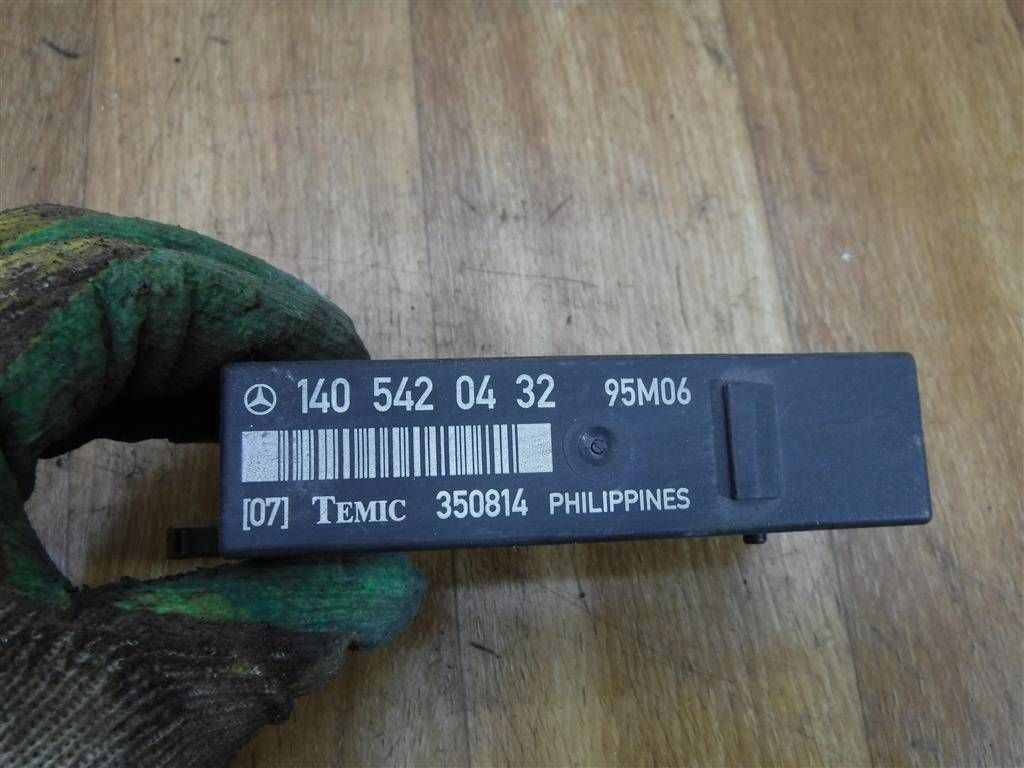 140 542 04 32 95M06
[07] TEMIC 350814 PHILIPPINES